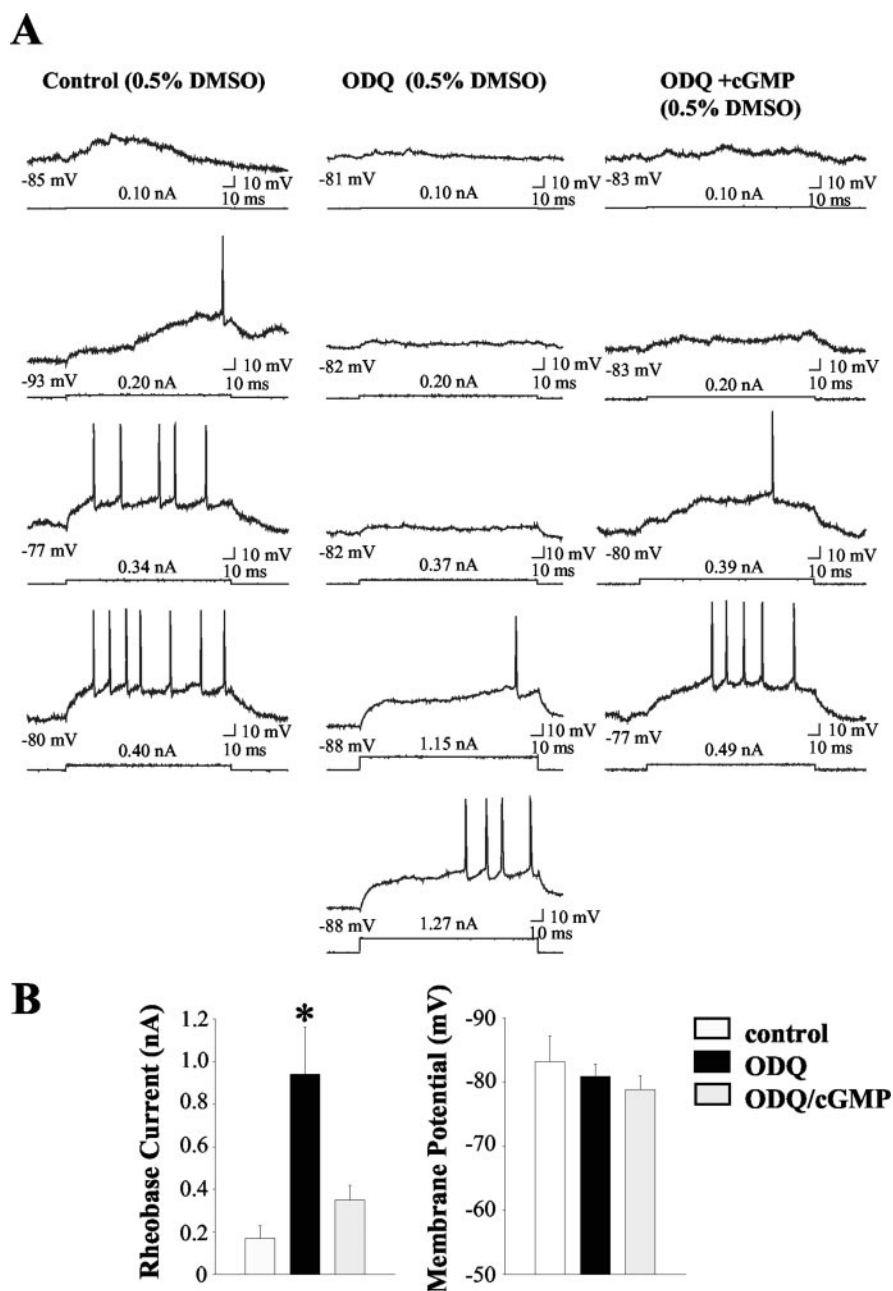 A
Control (0.5% DMSO)
ODQ (0.5% DMSO)
ODQ +cGMP
(0.5% DMSO)
-85 mV
0.10 nA
10 mV
10 ms
-81 mV
0.10 nA
10 mV
10 ms
-83 mV
0.10 nA
10 mV
10 ms
-93 mV
0.20 nA
10 mV
10 ms
-82 mV
0.20 nA
10 mV
10 ms
-83 mV
0.20 nA
10 mV
10 ms
-77 mV
0.34 nA
10 mV
10 ms
-82 mV
0.37 nA
10 mV
10 ms
-80 mV
0.39 nA
10 mV
10 ms
-80 mV
0.40 nA
10 mV
10 ms
-88 mV
1.15 nA
10 mV
10 ms
-77 mV
0.49 nA
10 mV
10 ms
-88 mV
1.27 nA
10 mV
10 ms
B
Rheobase Current (nA)
1.2
1.0
0.8
0.6
0.4
0.2
0
*
Membrane Potential (mV)
-90
-80
-70
-60
-50
control
ODQ
ODQ/cGMP